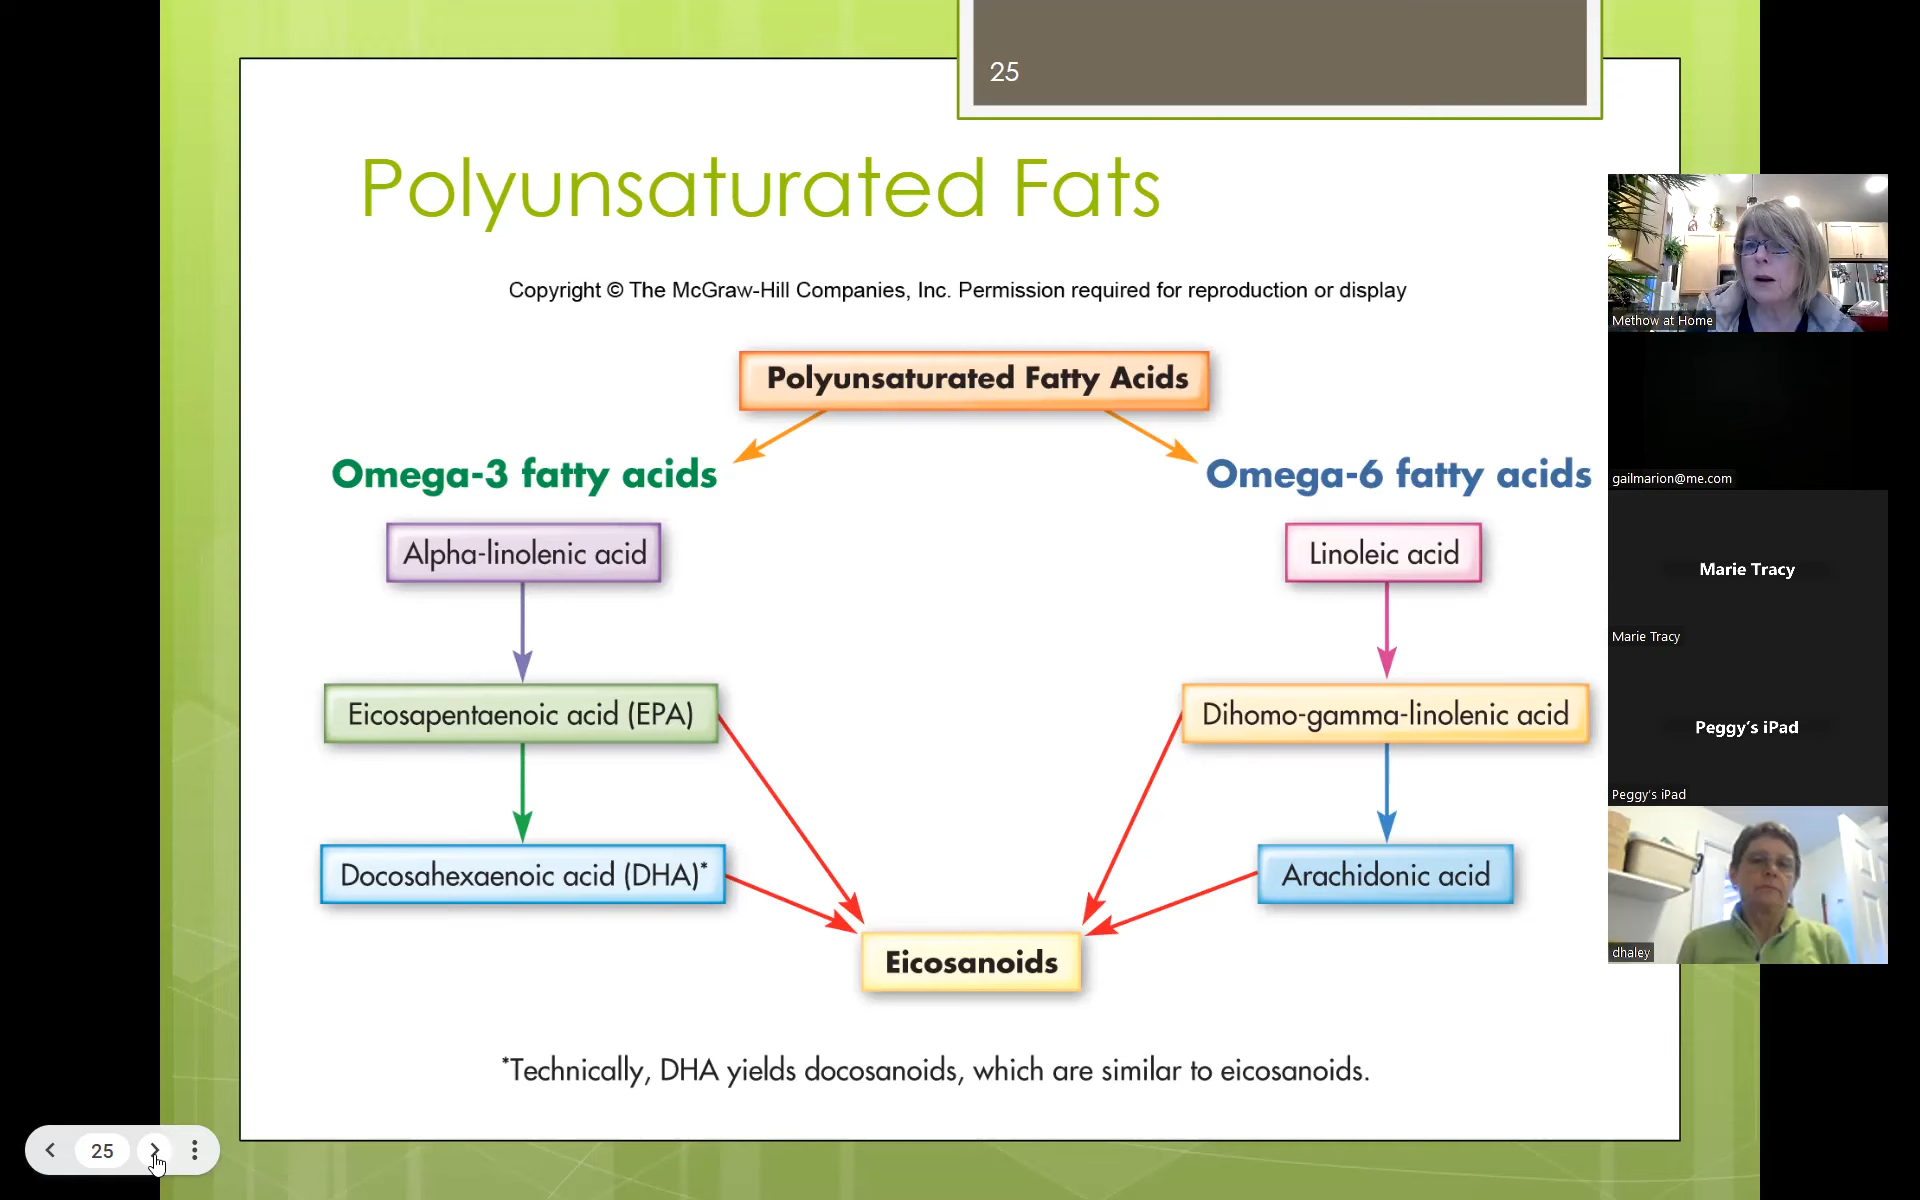 25
Polyunsaturated Fats
Copyright © The McGraw-Hill Companies, Inc. Permission required for reproduction or display
Polyunsaturated Fatty Acids
Omega-3 fatty acids
Omega-6 fatty acids
Alpha-linolenic acid
Linoleic acid
Eicosapentaenoic acid (EPA)
Dihomo-gamma-linolenic acid
Docosahexaenoic acid (DHA)*
Arachidonic acid
Eicosanoids
*Technically, DHA yields docosanoids, which are similar to eicosanoids.
Methow at Home
gailmarion@me.com
Marie Tracy
Marie Tracy
Peggy's iPad
Peggy's iPad
dhaley
25